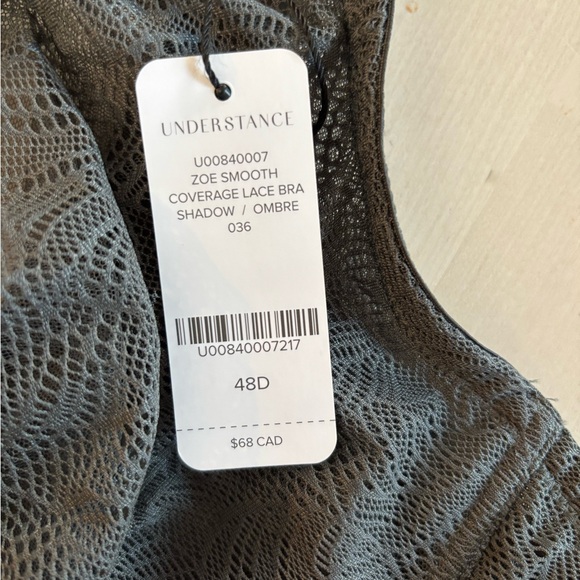 UNDERSTANCE
U00840007
ZOE SMOOTH
COVERAGE LACE BRA
SHADOW / OMBRE
036
U00840007217
48D
$68 CAD